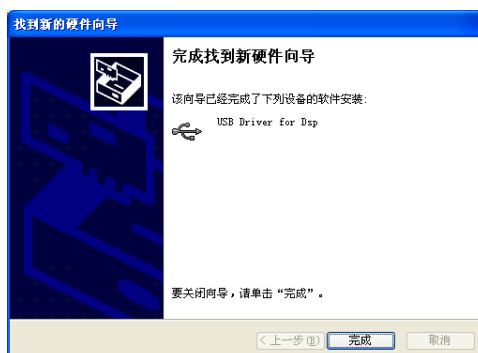 找到新的硬件向导
完成找到新硬件向导
该向导已经完成了下列设备的软件安装:
USB Driver for Dsp
要关闭向导，请单击“完成”。
<上一步(B)
完成
取消